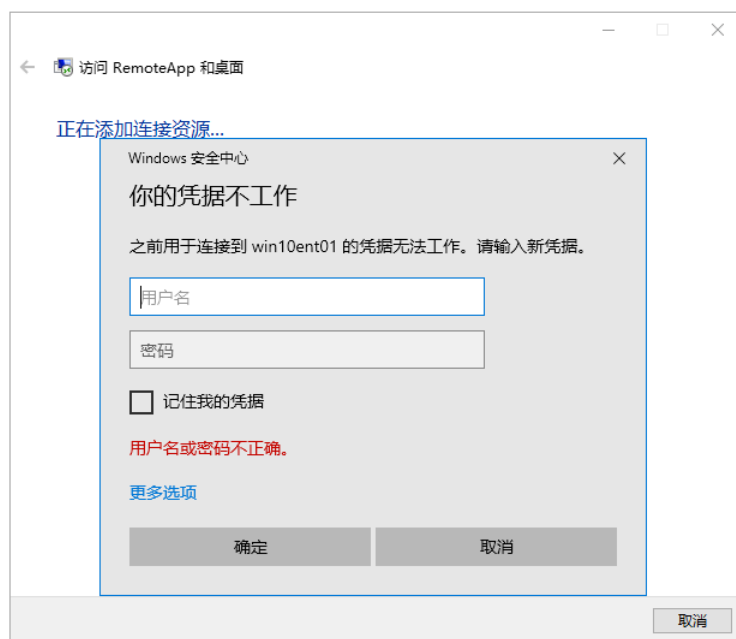 访问 RemoteApp 和桌面
正在添加连接资源...
Windows 安全中心
你的凭据不工作
之前用于连接到 win10ent01 的凭据无法工作。请输入新凭据。
用户名
密码
记住我的凭据
用户名或密码不正确。
更多选项
确定
取消
取消